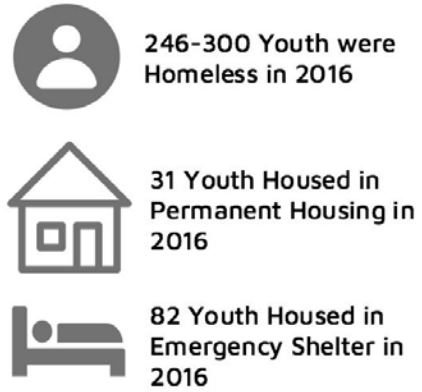 246-300 Youth were
Homeless in 2016
31 Youth Housed in
Permanent Housing in
2016
82 Youth Housed in
Emergency Shelter in
2016